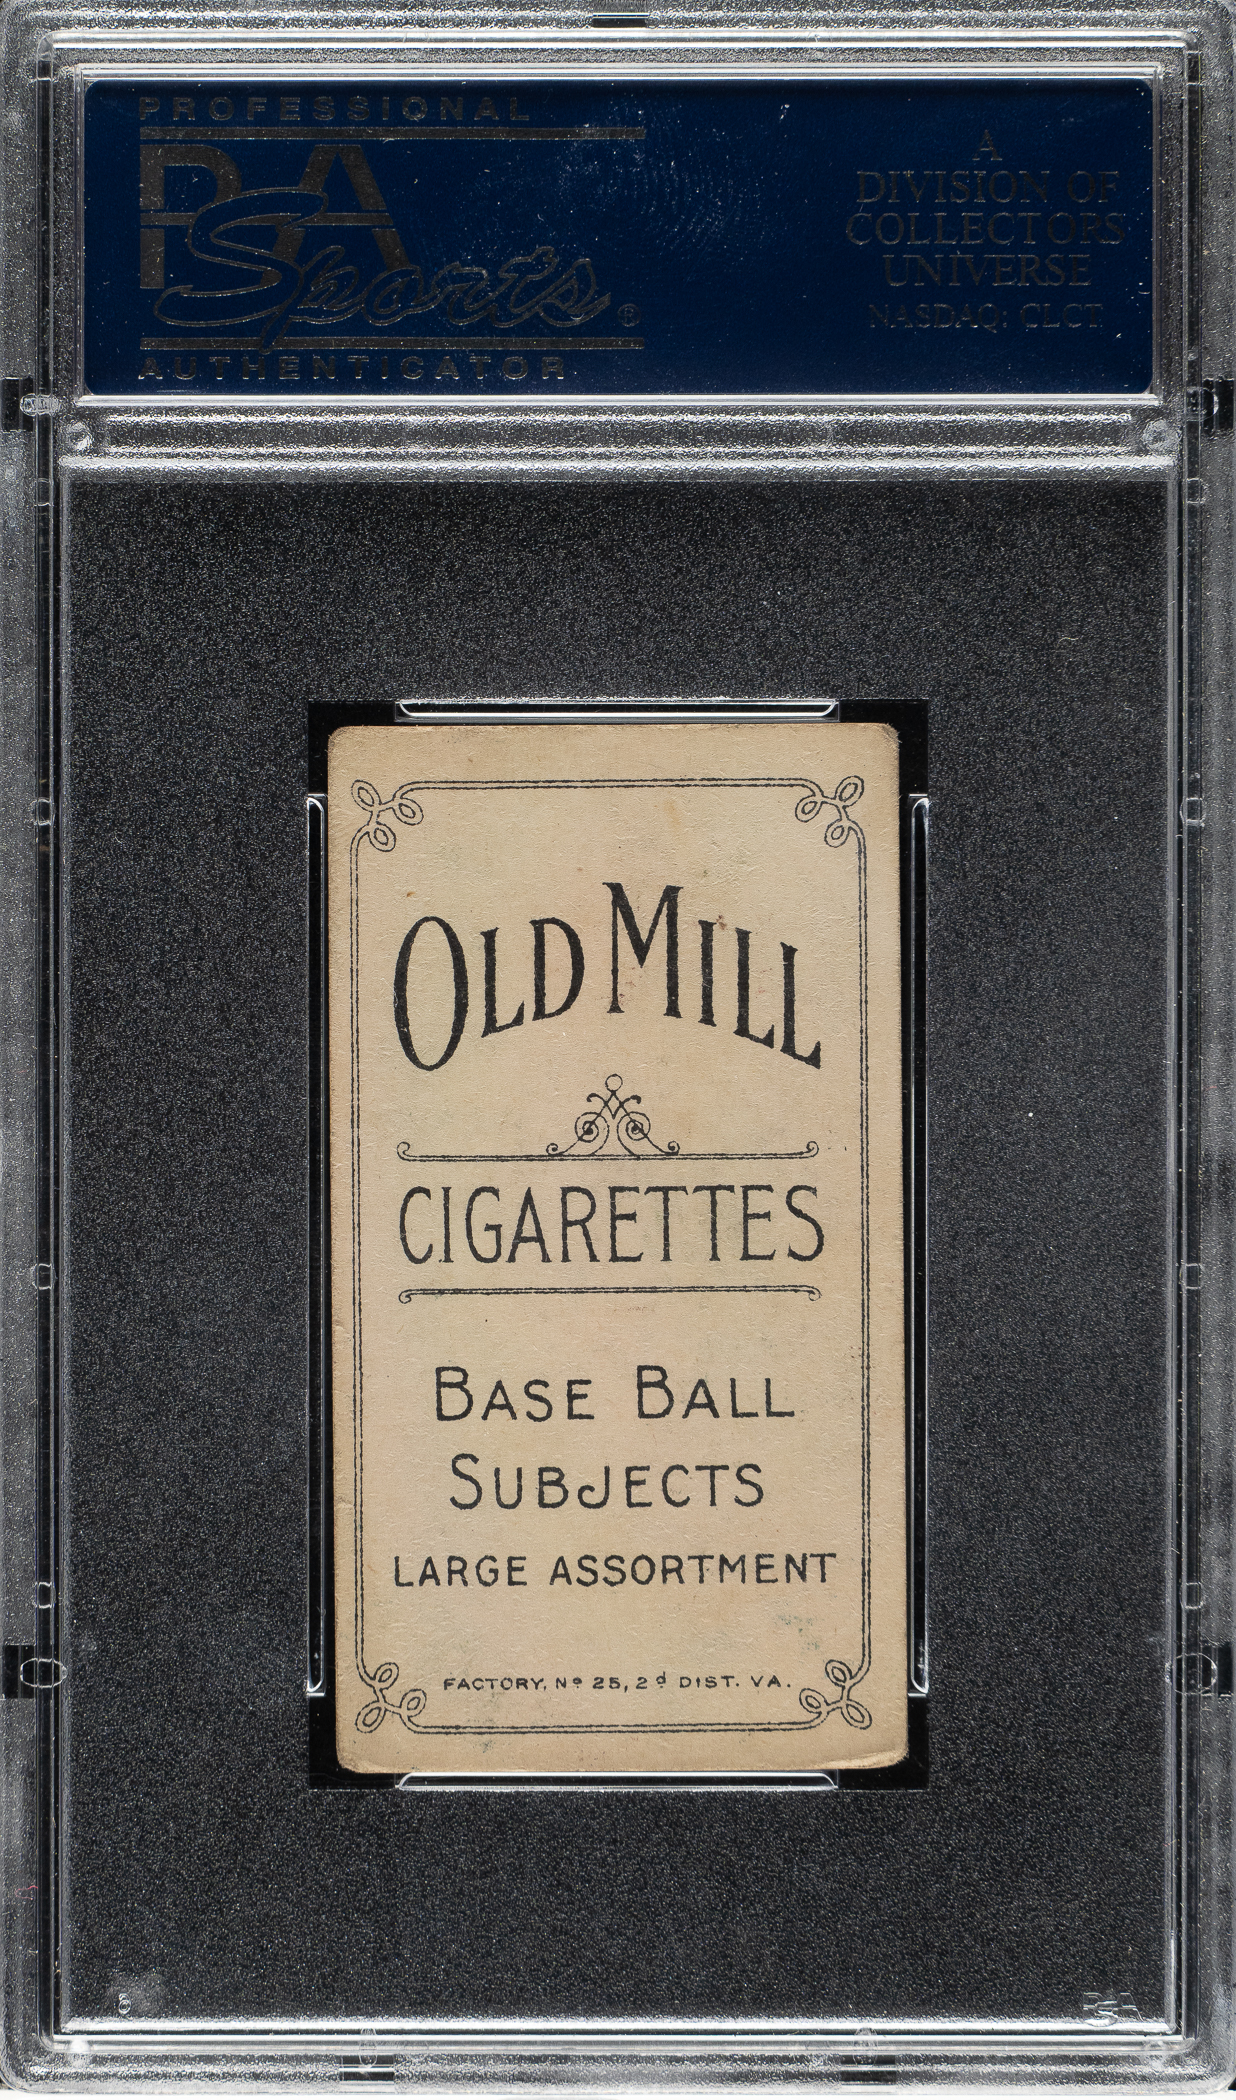 PROFESSIONAL
PSA
Sports®
AUTHENTICATOR
A
DIVISION OF
COLLECTORS
UNIVERSE
NASDAQ: CLCT
OLD MILL
CIGARETTES
BASE BALL
SUBJECTS
LARGE ASSORTMENT
FACTORY, Nº 25, 2d DIST. VA.
PSA